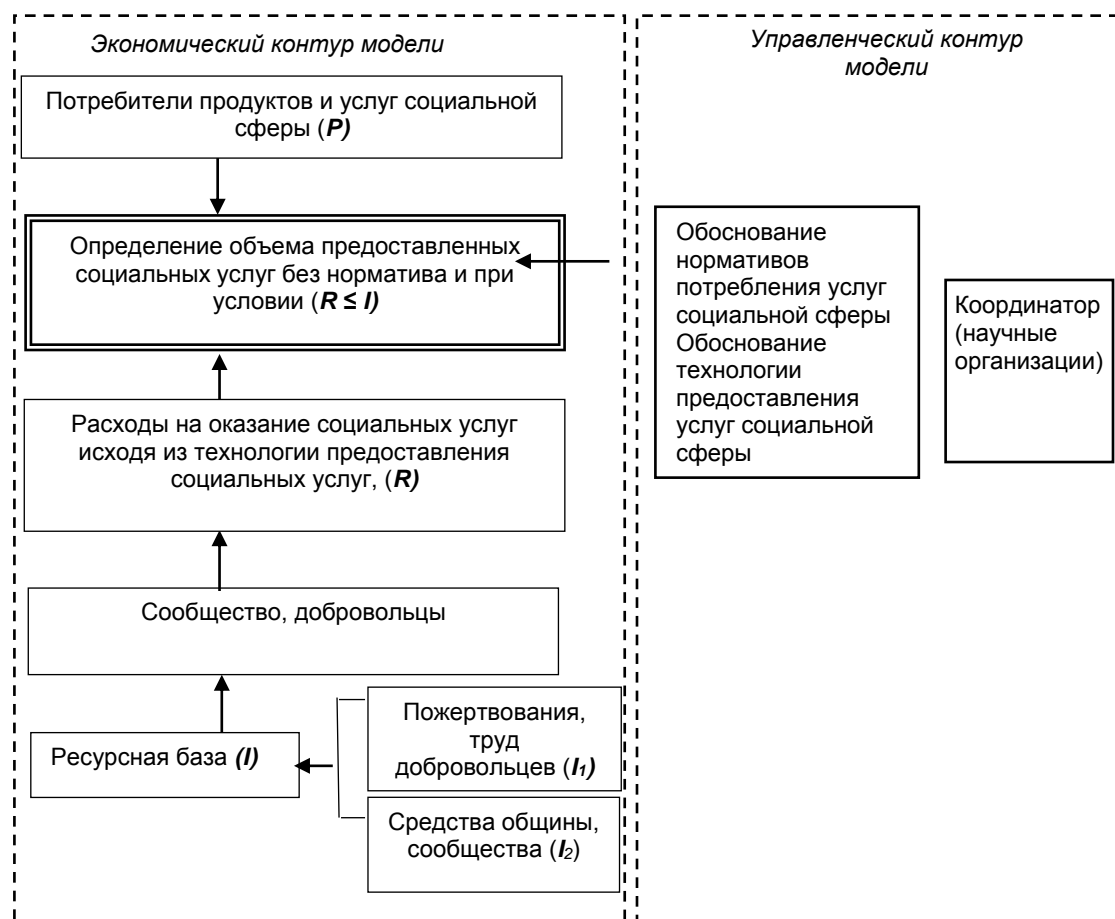 Экономический контур модели
Потребители продуктов и услуг социальной
сферы (P)
Определение объема предоставленных
социальных услуг без норматива и при
условии (R ≤ I)
Расходы на оказание социальных услуг
исходя из технологии предоставления
социальных услуг, (R)
Сообщество, добровольцы
Ресурсная база (I)
Пожертвования,
труд
добровольцев (I₁)
Средства общины,
сообщества (I₂)
Управленческий контур
модели
Обоснование
нормативов
потребления услуг
социальной сферы
Обоснование
технологии
предоставления
услуг социальной
сферы
Координатор
(научные
организации)